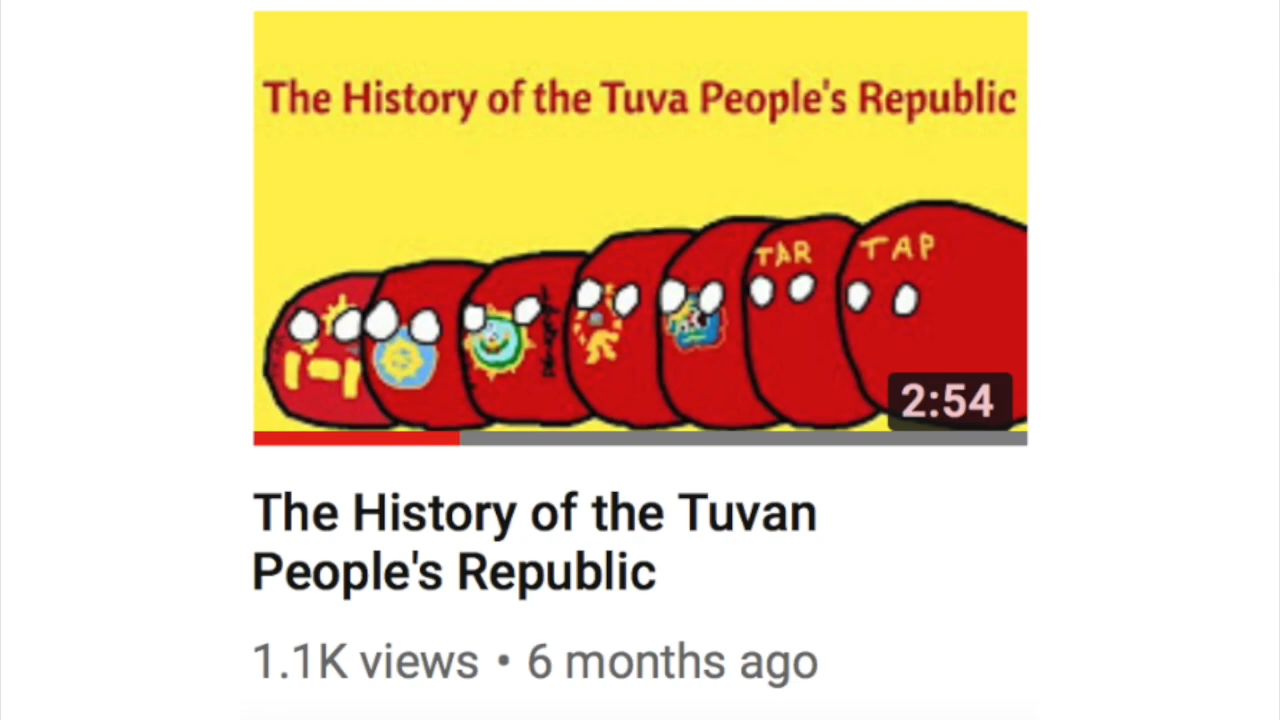 The History of the Tuva People's Republic
TAR
TAP
2:54
The History of the Tuvan
People's Republic
1.1K views • 6 months ago